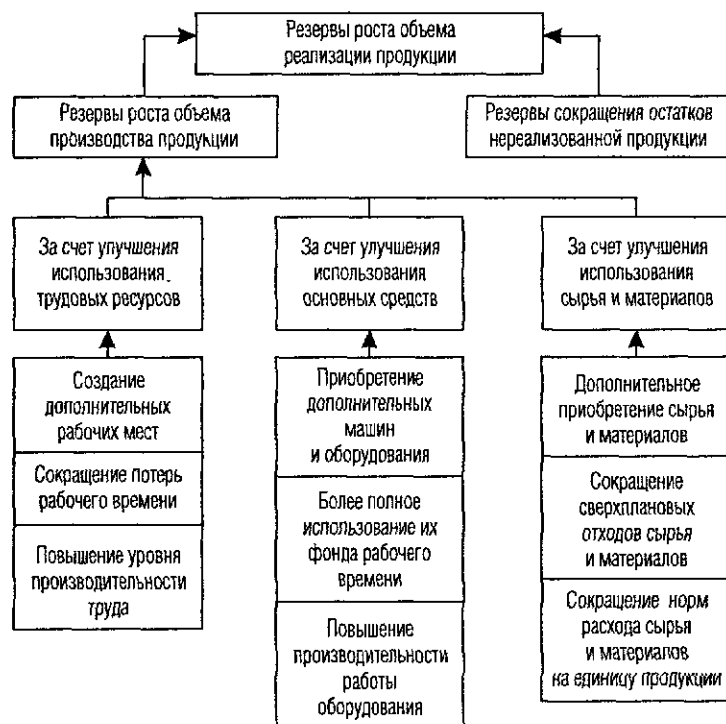 Резервы роста объема
реализации продукции
Резервы роста объема
производства продукции
Резервы сокращения остатков
нереализованной продукции
За счет улучшения
использования
трудовых ресурсов
За счет улучшения
использования
основных средств
За счет улучшения
использования
сырья и материалов
Создание
дополнительных
рабочих мест
Сокращение потерь
рабочего времени
Повышение уровня
производительности
труда
Приобретение
дополнительных
машин
и оборудования
Более полное
использование их
фонда рабочего
времени
Повышение
производительности
работы
оборудования
Дополнительное
приобретение сырья
и материалов
Сокращение
сверхплановых
отходов сырья
и материалов
Сокращение норм
расхода сырья
и материалов
на единицу продукции